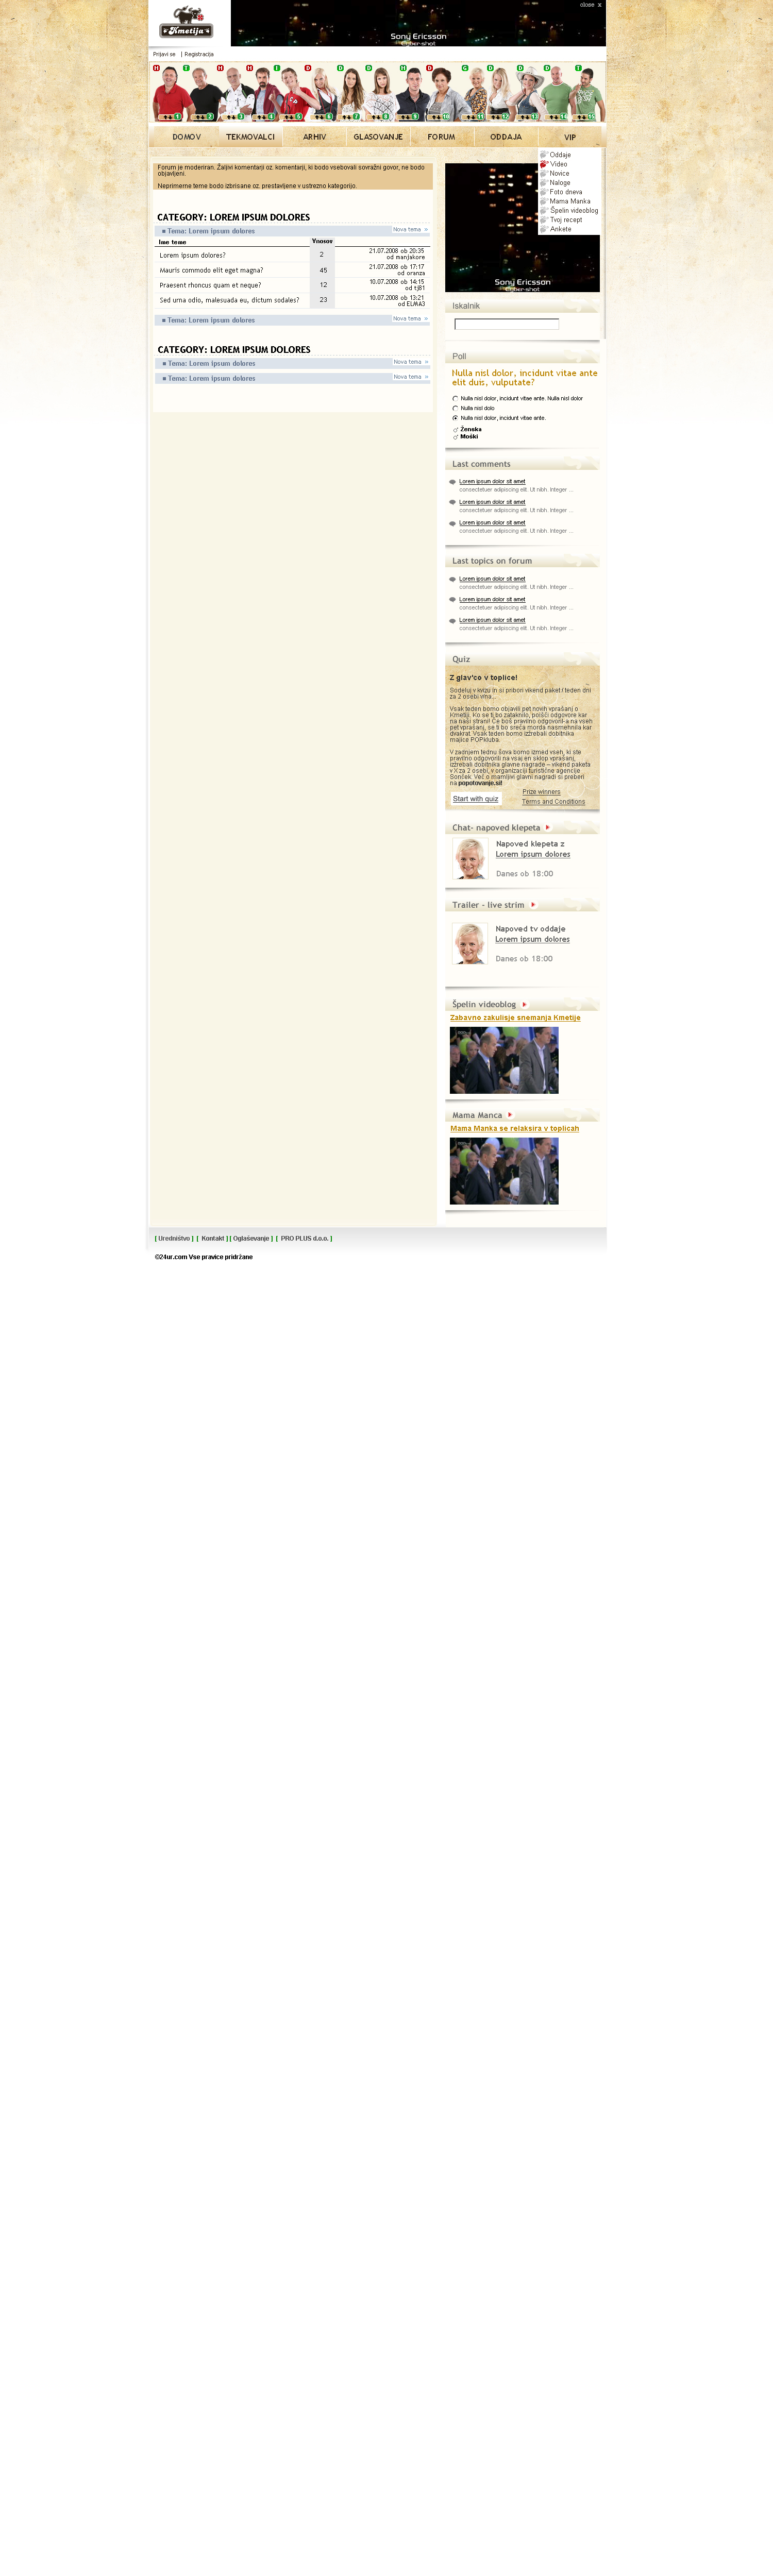 close x
Kmetija
Sony Ericsson
Cyber-shot
Prijavi se | Registracija
H T H H I D D D H D G D D D T
1 2 3 4 5 6 7 8 9 10 11 12 13 14 15
DOMOV TEKMOVALCI ARHIV GLASOVANJE FORUM ODDAJA VIP
Oddaje
Video
Novice
Naloge
Foto dneva
Mama Manka
Špelin videoblog
Tvoj recept
Ankete
Forum je moderiran. Žaljivi komentarji oz. komentarji, ki bodo vsebovali sovražni govor, ne bodo
objavljeni.
Neprimerne teme bodo izbrisane oz. prestavljene v ustrezno kategorijo.
CATEGORY: LOREM IPSUM DOLORES
Tema: Lorem ipsum dolores Nova tema »
Ime teme Vnosov
Lorem ipsum dolores? 2 21.07.2008 ob 20:35
od manjakore
Mauris commodo elit eget magna? 45 21.07.2008 ob 17:17
od oranza
Praesent rhoncus quam et neque? 12 10.07.2008 ob 14:15
od tj81
Sed urna odio, malesuada eu, dictum sodales? 23 10.07.2008 ob 13:21
od ELMA3
Tema: Lorem ipsum dolores Nova tema »
CATEGORY: LOREM IPSUM DOLORES
Tema: Lorem ipsum dolores Nova tema »
Tema: Lorem ipsum dolores Nova tema »
Sony Ericsson
Cyber-shot
Iskalnik
Poll
Nulla nisl dolor, incidunt vitae ante
elit duis, vulputate?
Nulla nisl dolor, incidunt vitae ante. Nulla nisl dolor
Nulla nisl dolo
Nulla nisl dolor, incidunt vitae ante.
Ženska
Moški
Last comments
Lorem ipsum dolor sit amet
consectetuer adipiscing elit. Ut nibh. Integer ...
Lorem ipsum dolor sit amet
consectetuer adipiscing elit. Ut nibh. Integer ...
Lorem ipsum dolor sit amet
consectetuer adipiscing elit. Ut nibh. Integer ...
Last topics on forum
Lorem ipsum dolor sit amet
consectetuer adipiscing elit. Ut nibh. Integer ...
Lorem ipsum dolor sit amet
consectetuer adipiscing elit. Ut nibh. Integer ...
Lorem ipsum dolor sit amet
consectetuer adipiscing elit. Ut nibh. Integer ...
Quiz
Z glav'co v toplice!
Sodeluj v kvizu in si pribori vikend paket / teden dni
za 2 osebi vma ..
Vsak teden bomo objavili pet novih vprašanj o
Kmetiji. Ko se ti bo zataknilo, poišči odgovore kar
na naši strani! Če boš pravilno odgovoril-a na vseh
pet vprašanj, se ti bo sreča morda nasmehnila kar
dvakrat. Vsak teden bomo izžrebali dobitnika
majice POPkluba.
V zadnjem tednu šova bomo izmed vseh, ki ste
pravilno odgovorili na vsaj en sklop vprašanj,
izžrebali dobitnika glavne nagrade – vikend paketa
v X za 2 osebi, v organizaciji turistične agencije
Sonček. Več o mamljivi glavni nagradi si preberi
na popotovanje.si!
Start with quiz Prize winners
Terms and Conditions
Chat- napoved klepeta
Napoved klepeta z
Lorem ipsum dolores
Danes ob 18:00
Trailer - live strim
Napoved tv oddaje
Lorem ipsum dolores
Danes ob 18:00
Špelin videoblog
Zabavno zakulisje snemanja Kmetije
Mama Manca
Mama Manka se relaksira v toplicah
[ Uredništvo ] [ Kontakt ] [ Oglaševanje ] [ PRO PLUS d.o.o. ]
©24ur.com Vse pravice pridržane